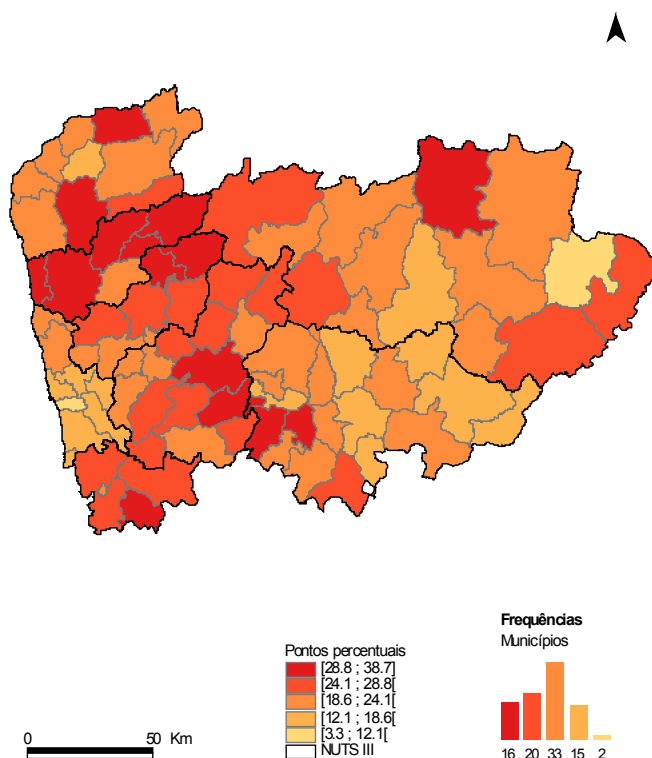 Frequências
Municípios
Pontos percentuais
[28.8 ; 38.7]
[24.1 ; 28.8[
[18.6 ; 24.1[
[12.1 ; 18.6[
[3.3 ; 12.1[
NUTS III
0 50 Km
16 20 33 15 2